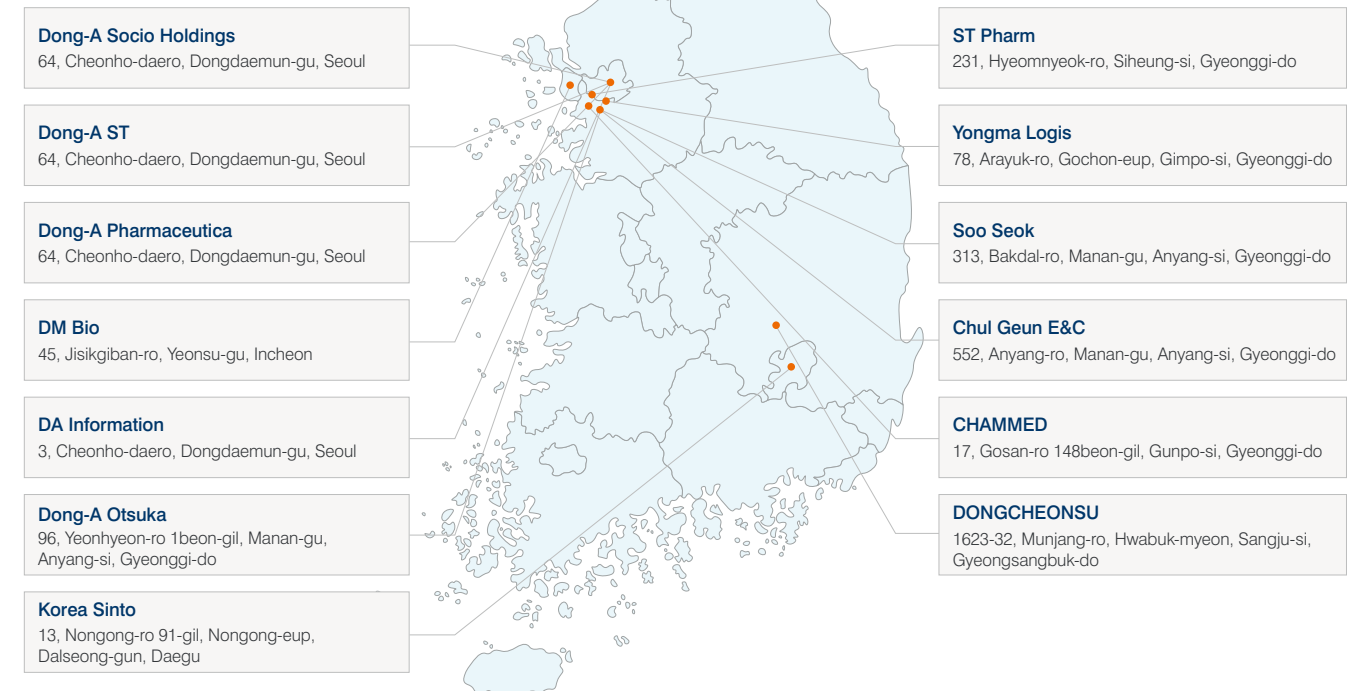 Dong-A Socio Holdings
64, Cheonho-daero, Dongdaemun-gu, Seoul
Dong-A ST
64, Cheonho-daero, Dongdaemun-gu, Seoul
Dong-A Pharmaceutica
64, Cheonho-daero, Dongdaemun-gu, Seoul
DM Bio
45, Jisikgiban-ro, Yeonsu-gu, Incheon
DA Information
3, Cheonho-daero, Dongdaemun-gu, Seoul
Dong-A Otsuka
96, Yeonhyeon-ro 1beon-gil, Manan-gu,
Anyang-si, Gyeonggi-do
Korea Sinto
13, Nongong-ro 91-gil, Nongong-eup,
Dalseong-gun, Daegu
ST Pharm
231, Hyeomnyeok-ro, Siheung-si, Gyeonggi-do
Yongma Logis
78, Arayuk-ro, Gochon-eup, Gimpo-si, Gyeonggi-do
Soo Seok
313, Bakdal-ro, Manan-gu, Anyang-si, Gyeonggi-do
Chul Geun E&C
552, Anyang-ro, Manan-gu, Anyang-si, Gyeonggi-do
CHAMMED
17, Gosan-ro 148beon-gil, Gunpo-si, Gyeonggi-do
DONGCHEONSU
1623-32, Munjang-ro, Hwabuk-myeon, Sangju-si,
Gyeongsangbuk-do